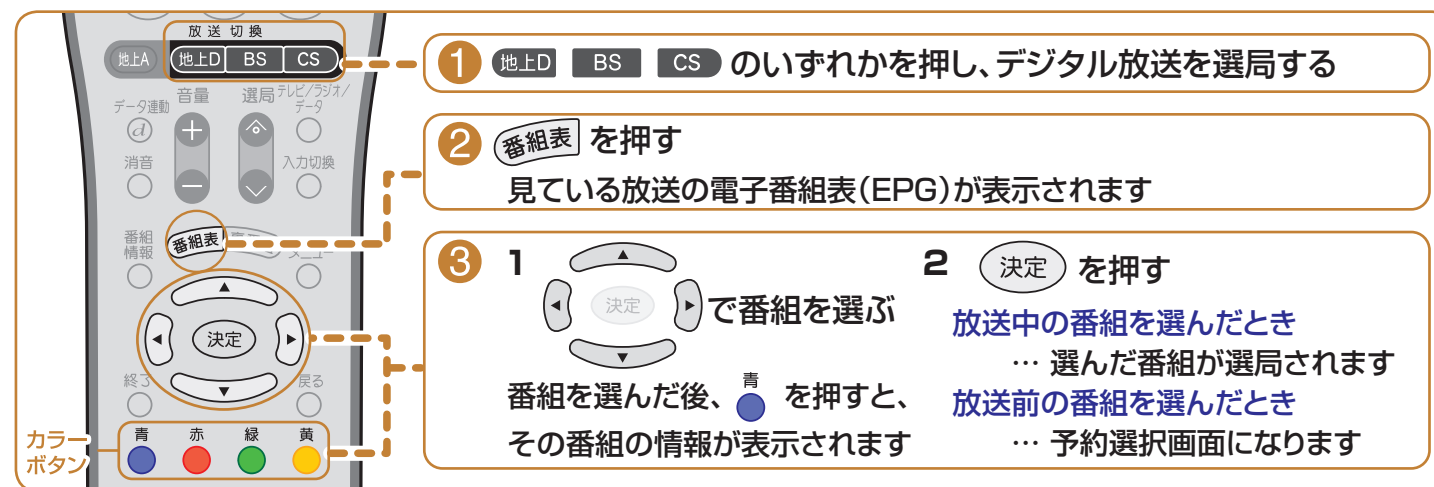 放送切換
地上A 地上D BS CS
データ連動 音量 選局 テレビ/ラジオ/データ
d
消音 入力切換
番組情報 番組表 メニュー
決定
終了 戻る
カラーボタン
青 赤 緑 黄
1 地上D BS CS のいずれかを押し、デジタル放送を選局する
2 番組表 を押す
見ている放送の電子番組表(EPG)が表示されます
3
1 決定 で番組を選ぶ
番組を選んだ後、青 を押すと、
その番組の情報が表示されます
2 決定 を押す
放送中の番組を選んだとき
… 選んだ番組が選局されます
放送前の番組を選んだとき
… 予約選択画面になります